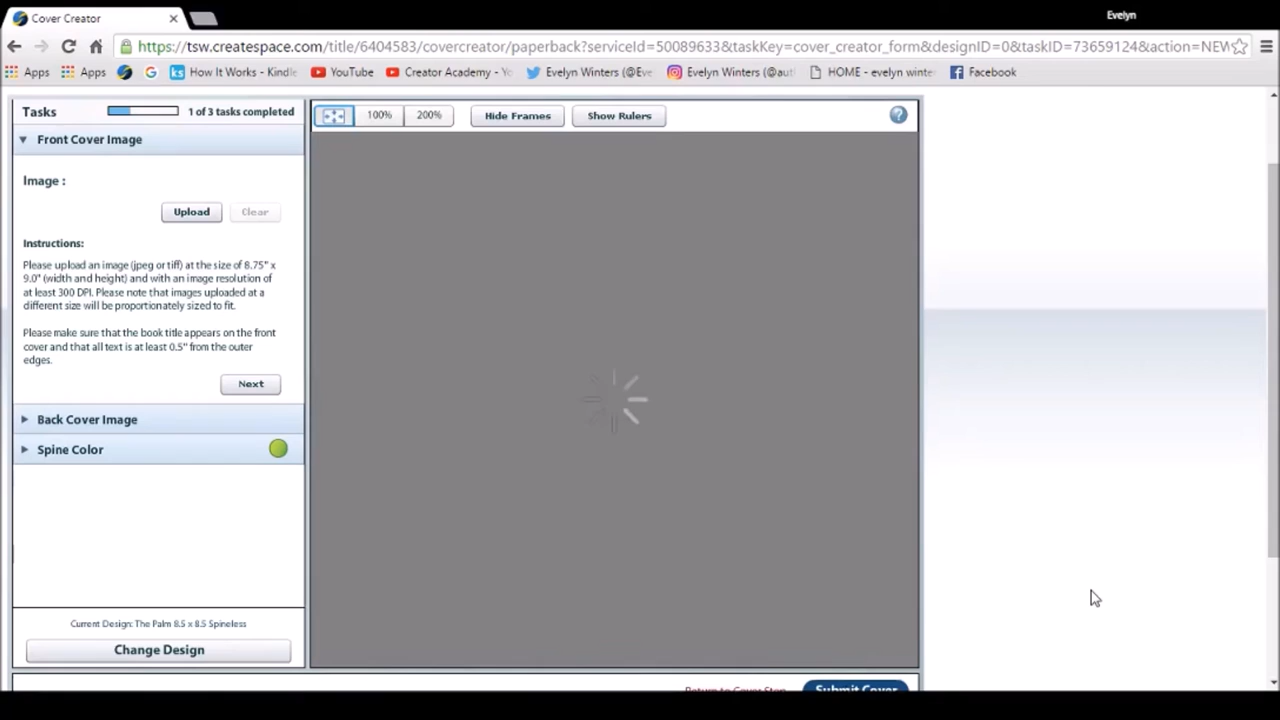 Evelyn
Cover Creator
https://tsw.createspace.com/title/6404583/covercreator/paperback?serviceId=50089633&taskKey=cover_creator_form&designID=0&taskID=73659124&action=NEW
Apps Apps How It Works - Kindle YouTube Creator Academy - Yo Evelyn Winters (@Eve Evelyn Winters (@aut HOME - evelyn winte Facebook
Tasks 1 of 3 tasks completed 100% 200% Hide Frames Show Rulers ?
Front Cover Image
Image :
Upload Clear
Instructions:
Please upload an image (jpeg or tiff) at the size of 8.75" x
9.0" (width and height) and with an image resolution of
at least 300 DPI. Please note that images uploaded at a
different size will be proportionately sized to fit.
Please make sure that the book title appears on the front
cover and that all text is at least 0.5" from the outer
edges.
Next
Back Cover Image
Spine Color
Current Design: The Palm 8.5 x 8.5 Spineless
Change Design
Return to Cover Step Submit Cover